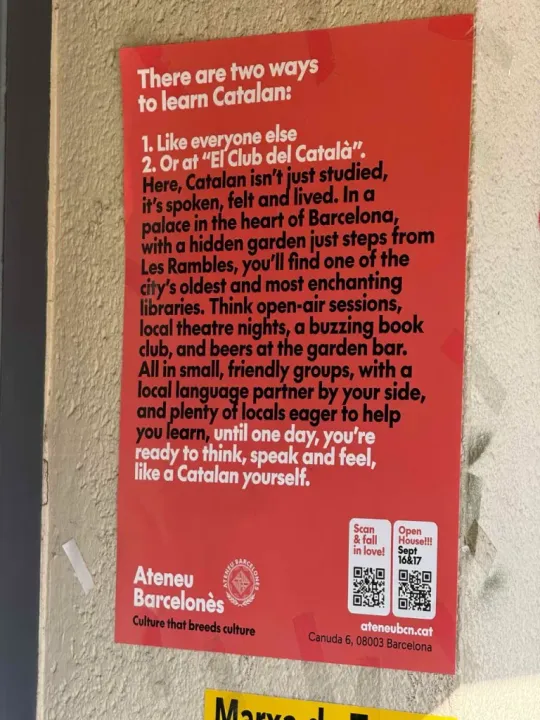 There are two ways
to learn Catalan:
1. Like everyone else
2. Or at “El Club del Català”.
Here, Catalan isn’t just studied,
it’s spoken, felt and lived. In a
palace in the heart of Barcelona,
with a hidden garden just steps from
Les Rambles, you’ll find one of the
city’s oldest and most enchanting
libraries. Think open-air sessions,
local theatre nights, a buzzing book
club, and beers at the garden bar.
All in small, friendly groups, with a
local language partner by your side,
and plenty of locals eager to help
you learn, until one day, you’re
ready to think, speak and feel,
like a Catalan yourself.
Scan
& fall
in love!
Open
House!!!
Sept
16&17
Ateneu
Barcelonès
ATENEU BARCELONES
Culture that breeds culture
ateneubcn.cat
Canuda 6, 08003 Barcelona
Marxa de